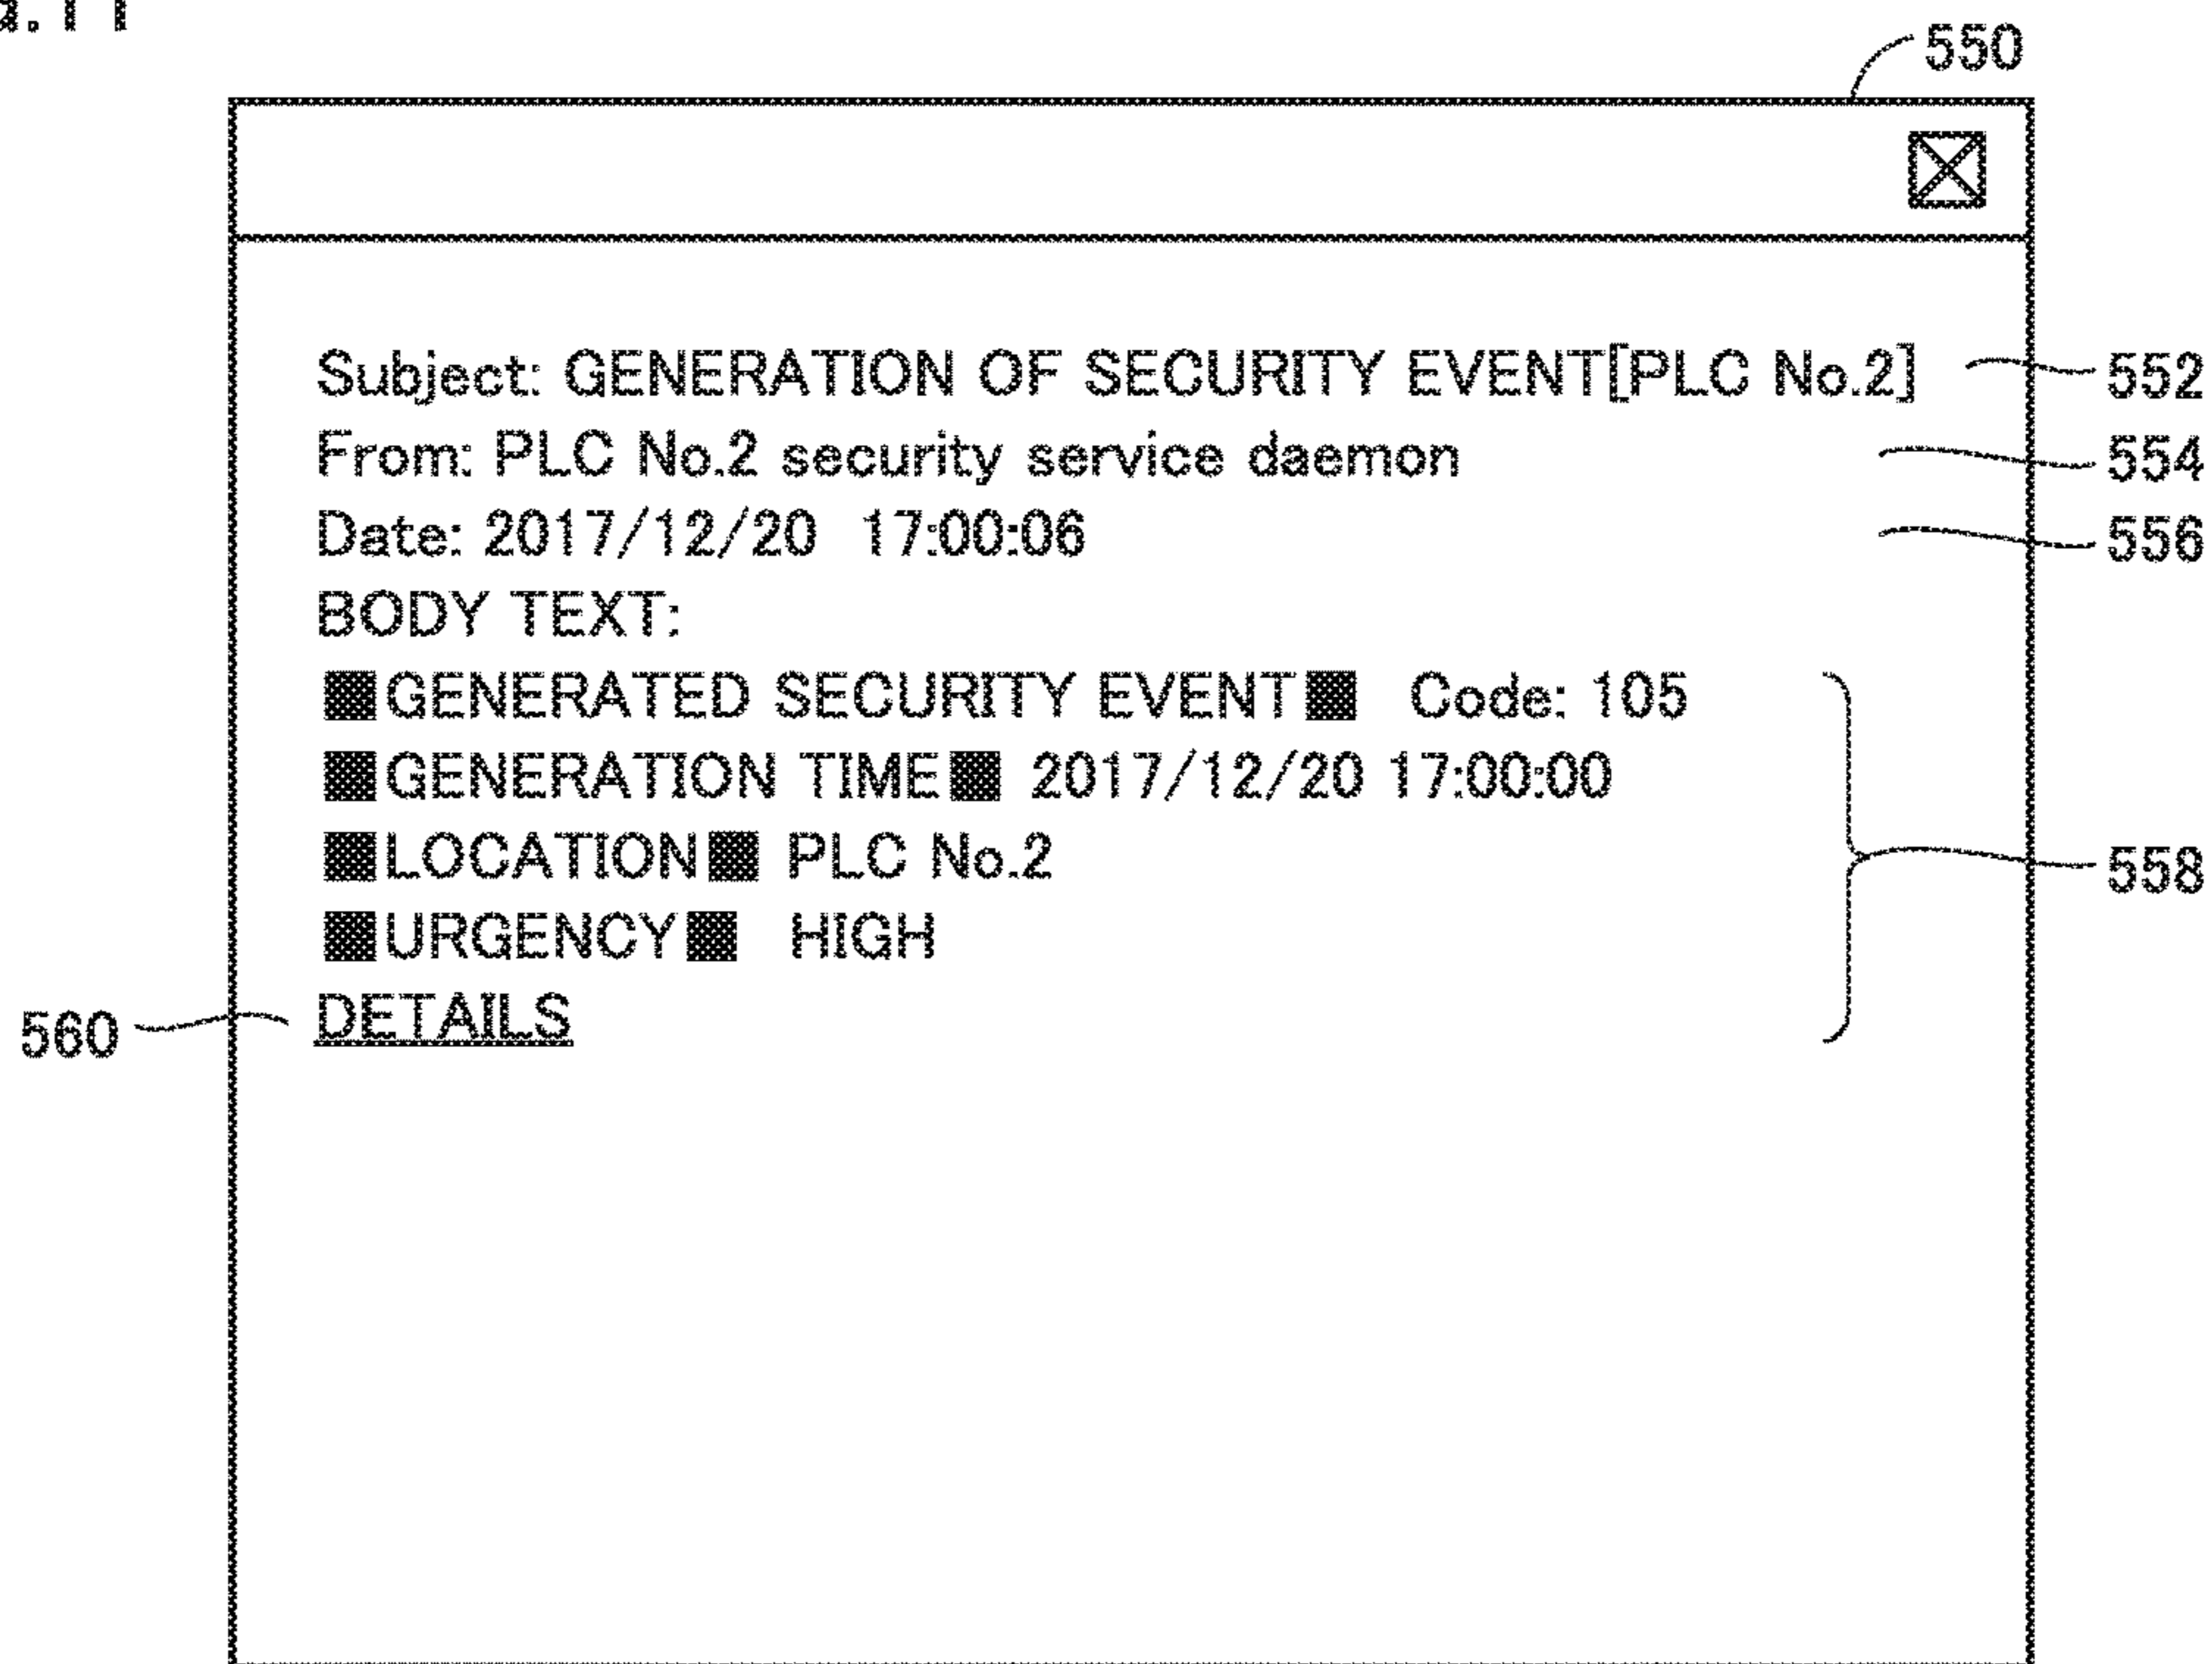 550
Subject: GENERATION OF SECURITY EVENT[PLC No.2] 552
From: PLC No.2 security service daemon 554
Date: 2017/12/20 17:00:06 556
BODY TEXT:
■GENERATED SECURITY EVENT■ Code: 105
■GENERATION TIME■ 2017/12/20 17:00:00
■LOCATION■ PLC No.2
558
■URGENCY■ HIGH
560 DETAILS